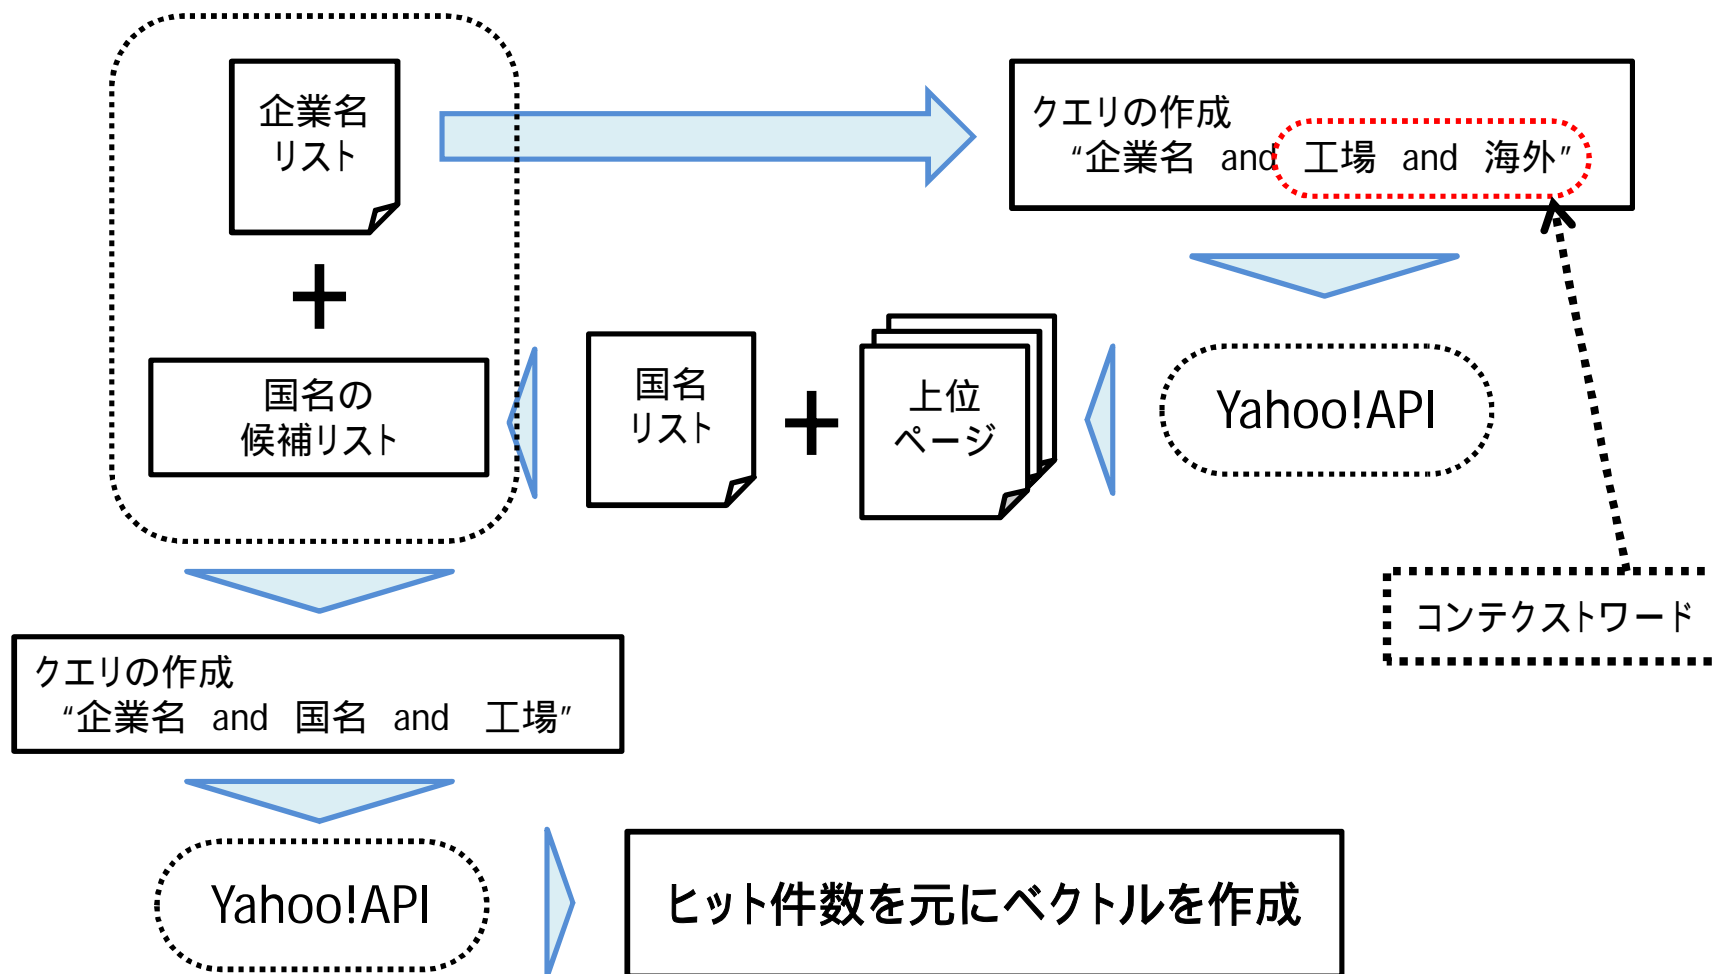 企業名
リスト
クエリの作成
“企業名 and 工場 and 海外”
国名の
候補リスト
国名
リスト
上位
ページ
Yahoo!API
コンテクストワード
クエリの作成
“企業名 and 国名 and 工場”
Yahoo!API
ヒット件数を元にベクトルを作成